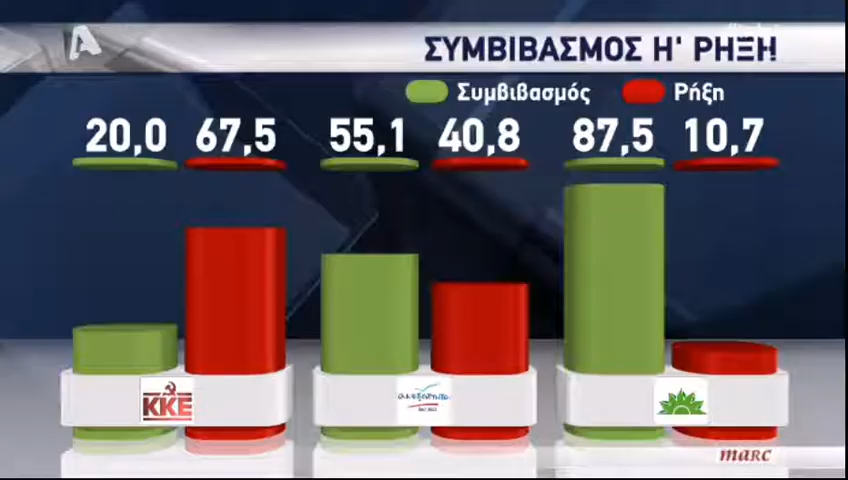 ΣΥΜΒΙΒΑΣΜΟΣ Η' ΡΗΞΗ!
Συμβιβασμός Ρήξη
20,0 67,5 55,1 40,8 87,5 10,7
ΚΚΕ
marc